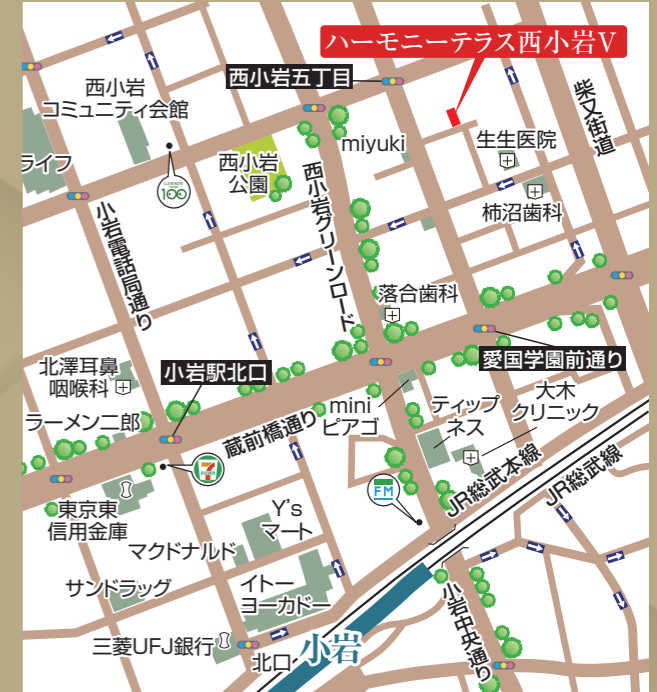 ハーモニーテラス西小岩Ⅴ
西小岩五丁目
西小岩
コミュニティ会館
miyuki
生生医院
柴又街道
ライフ
西小岩
公園
100
柿沼歯科
小岩電話局通り
西小岩グリーンロード
落合歯科
愛国学園前通り
北澤耳鼻
咽喉科
小岩駅北口
mini
ピアゴ
ティップ
ネス
大木
クリニック
ラーメン二郎
蔵前橋通り
7
FM
JR総武本線
JR総武線
東京東
信用金庫
Y's
マート
マクドナルド
サンドラッグ
イトー
ヨーカドー
小岩中央通り
三菱UFJ銀行
北口
小岩